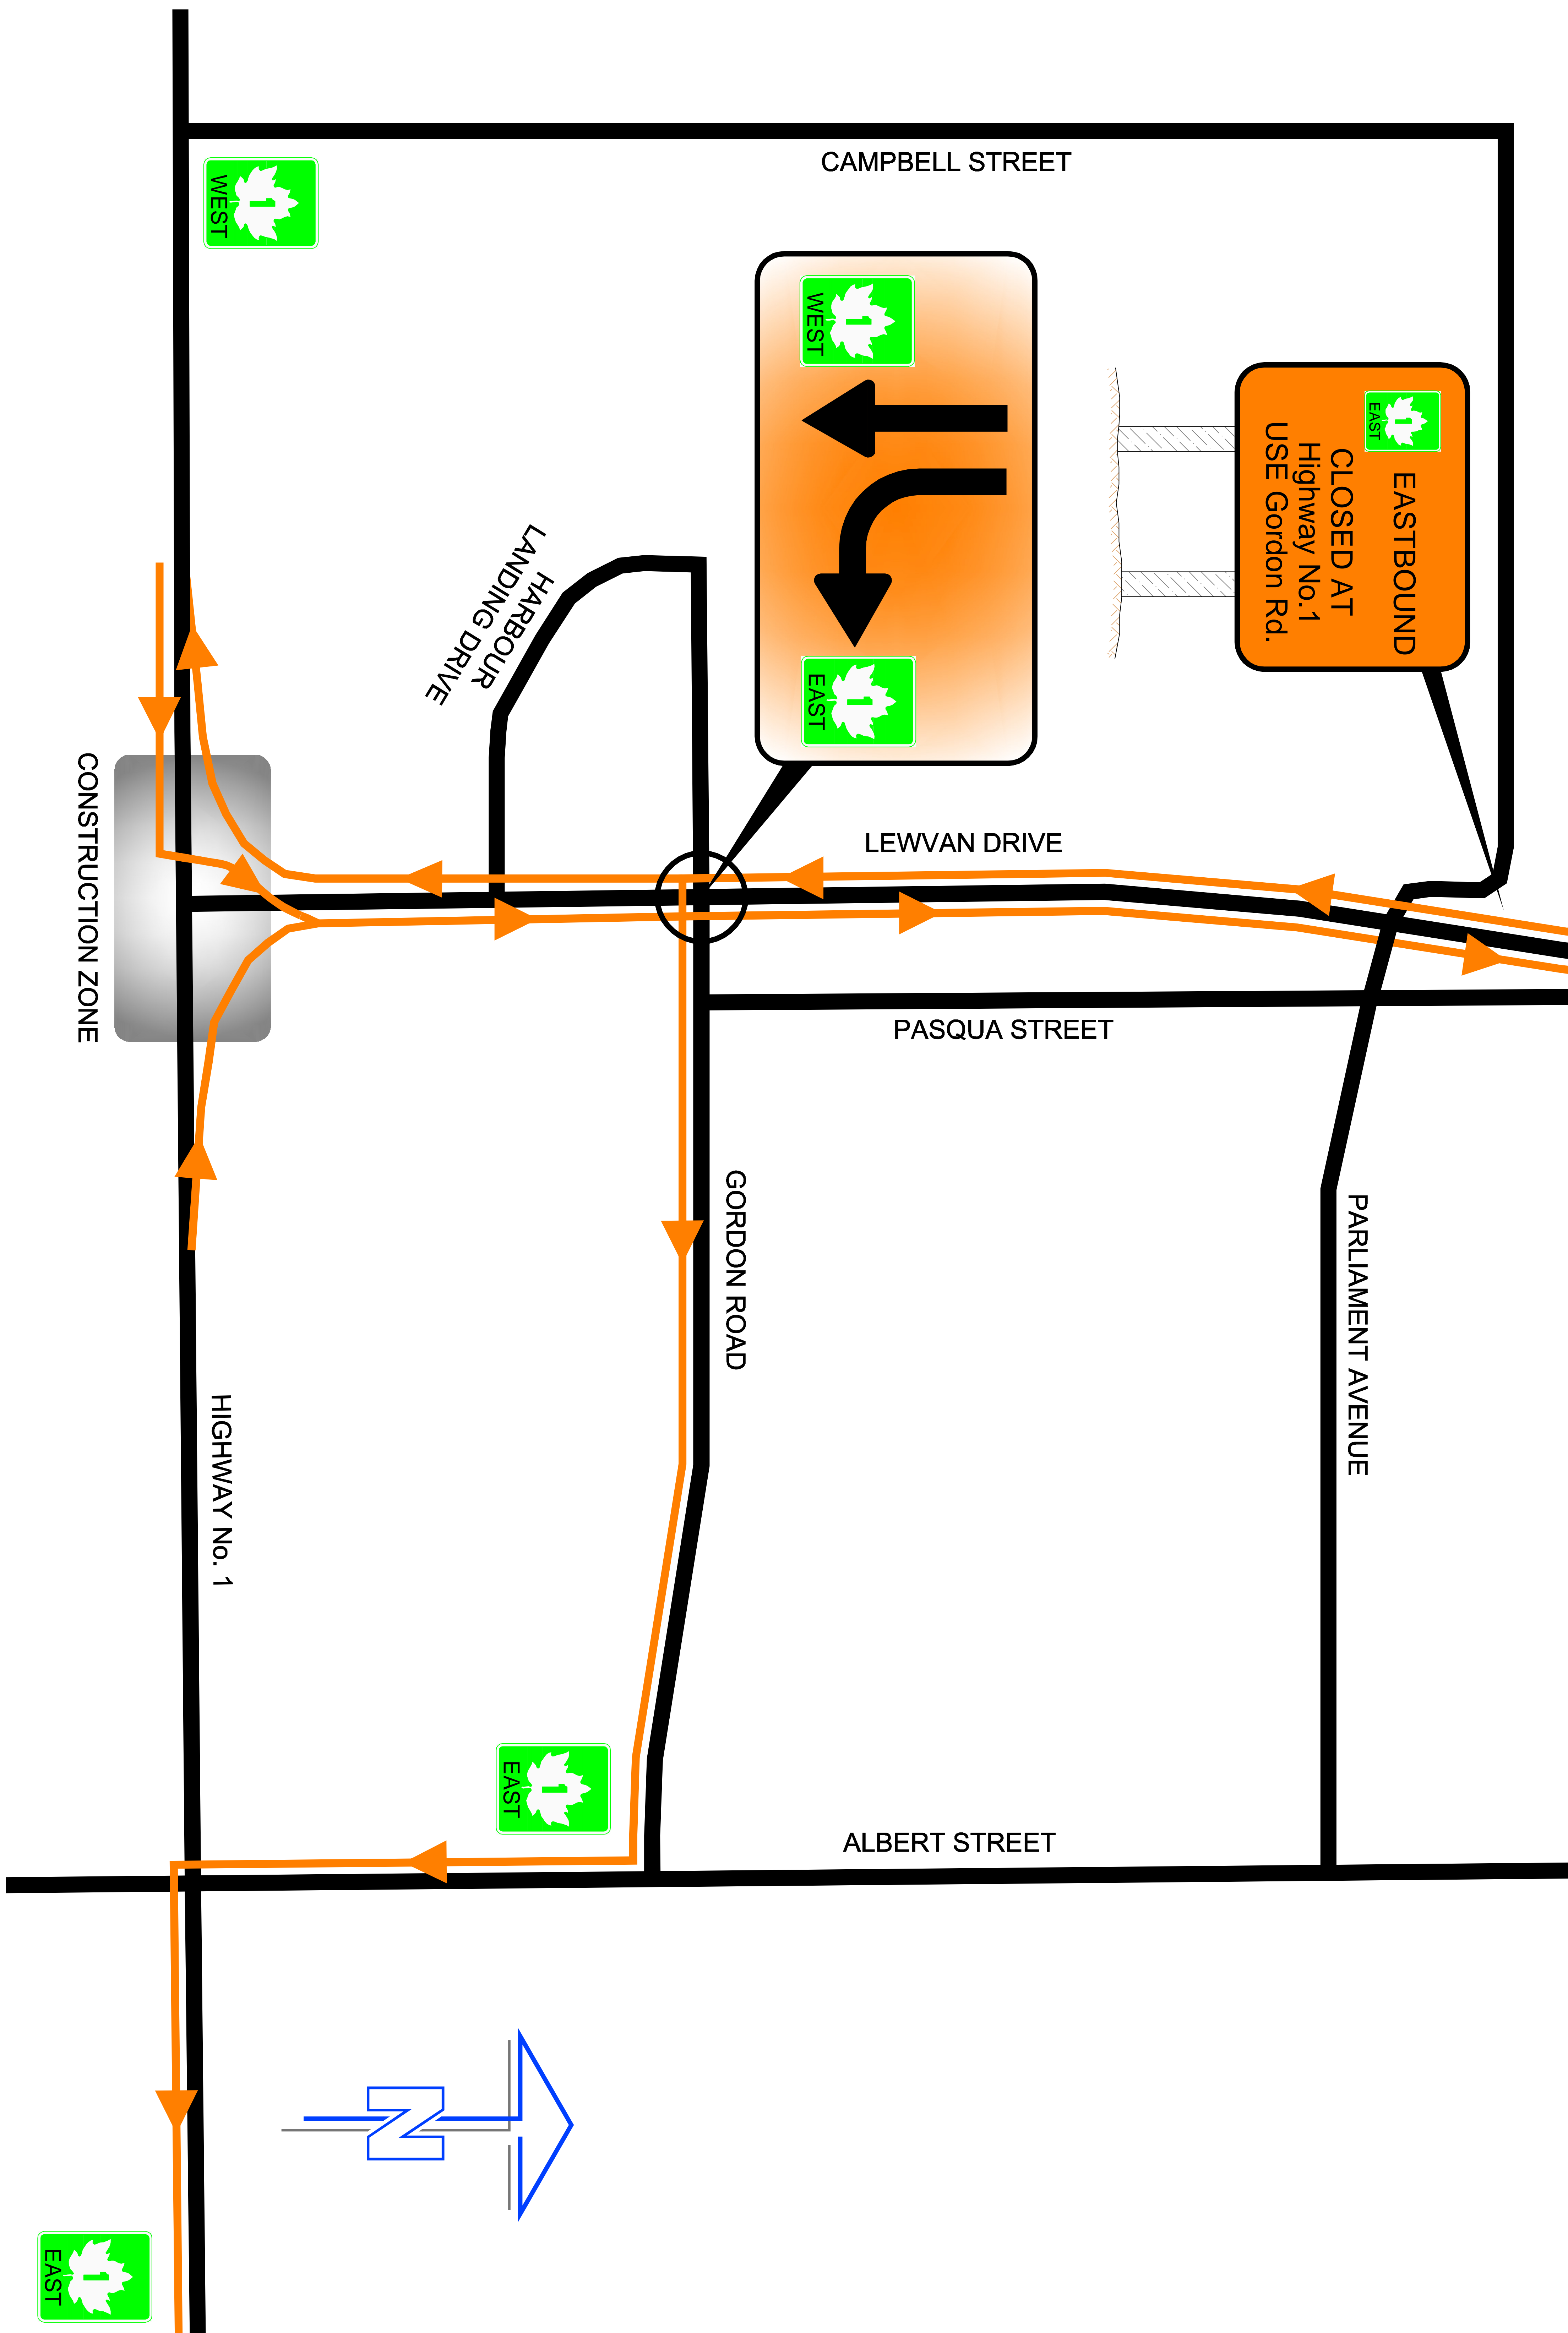 CAMPBELL STREET
1
WEST
1
WEST
1
EAST
1
EAST
EASTBOUND
CLOSED AT
Highway No.1
USE Gordon Rd.
HARBOUR
LANDING DRIVE
LEWVAN DRIVE
CONSTRUCTION ZONE
PASQUA STREET
GORDON ROAD
PARLIAMENT AVENUE
HIGHWAY No. 1
1
EAST
ALBERT STREET
N
1
EAST